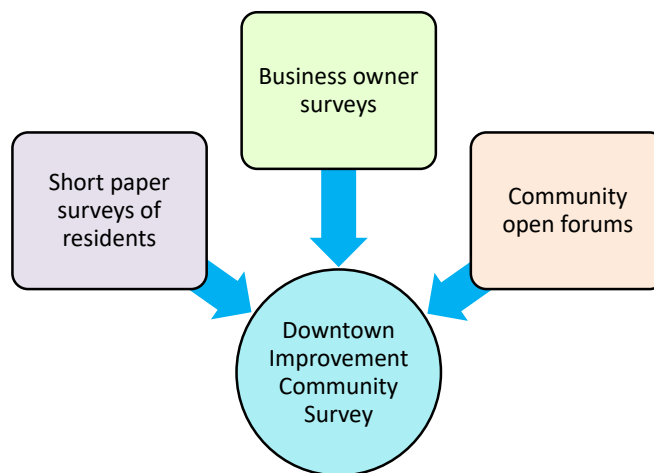 Business owner
surveys
Short paper
surveys of
residents
Community
open forums
Downtown
Improvement
Community
Survey